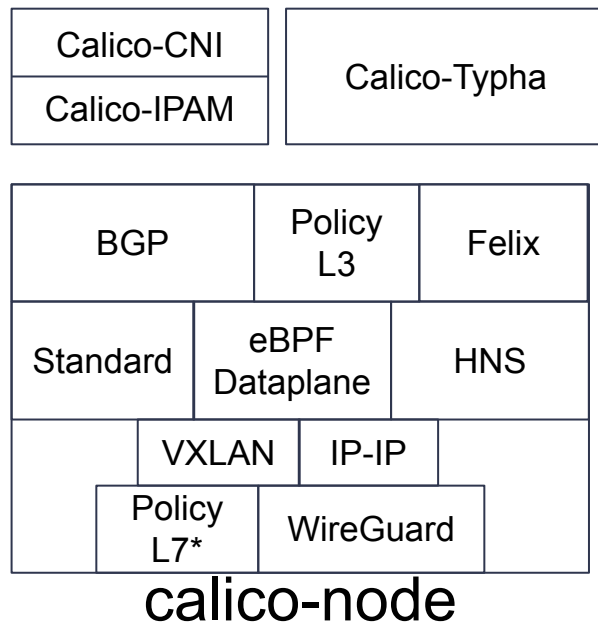 Calico-CNI
Calico-IPAM
Calico-Typha
BGP
Policy
L3
Felix
Standard
eBPF
Dataplane
HNS
VXLAN
IP-IP
Policy
L7*
WireGuard
calico-node